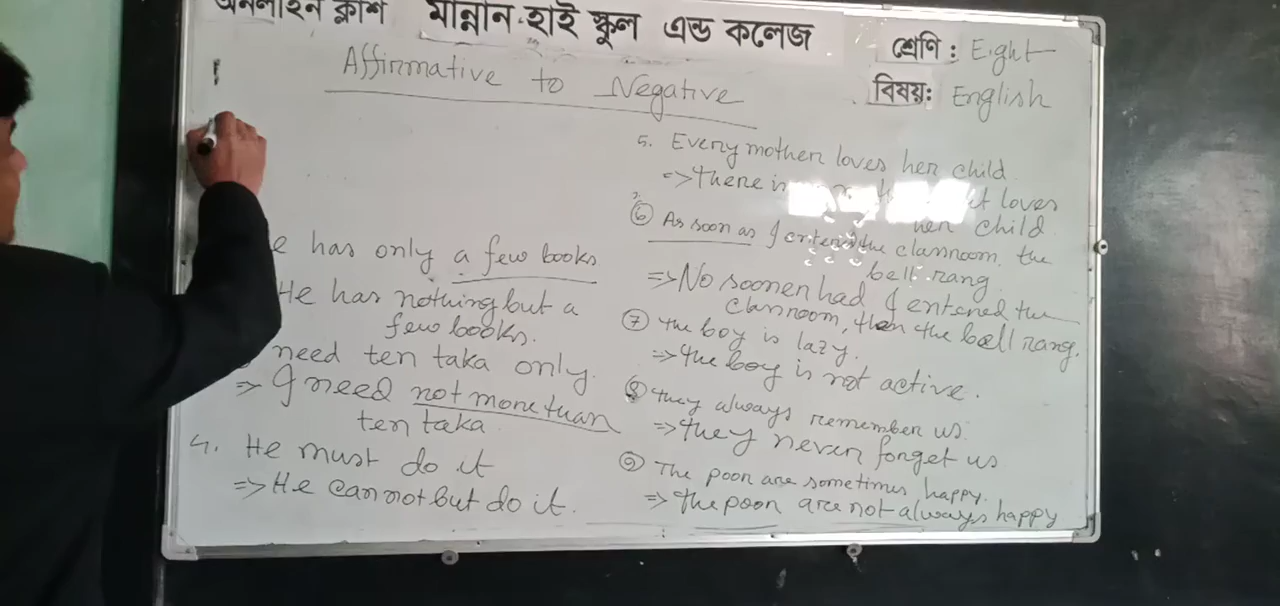 অনলাইন ক্লাশ মান্নান হাই স্কুল এন্ড কলেজ
শ্রেণি : Eight
বিষয়: English
Affirmative to Negative
e has only a few books
He has nothing but a
few books.
need ten taka only.
=> I need not more than
ten taka
4. He must do it
=> He cannot but do it.
5. Every mother loves her child
=> There is loves
her child
⑥ As soon as I entered the classroom, the
bell rang
=> No sooner had I entered the
classroom, than the bell rang.
⑦ The boy is lazy.
=> The boy is not active.
⑧ They always remember us.
=> They never forget us
⑨ The poor are sometimes happy.
=> The poor are not always happy